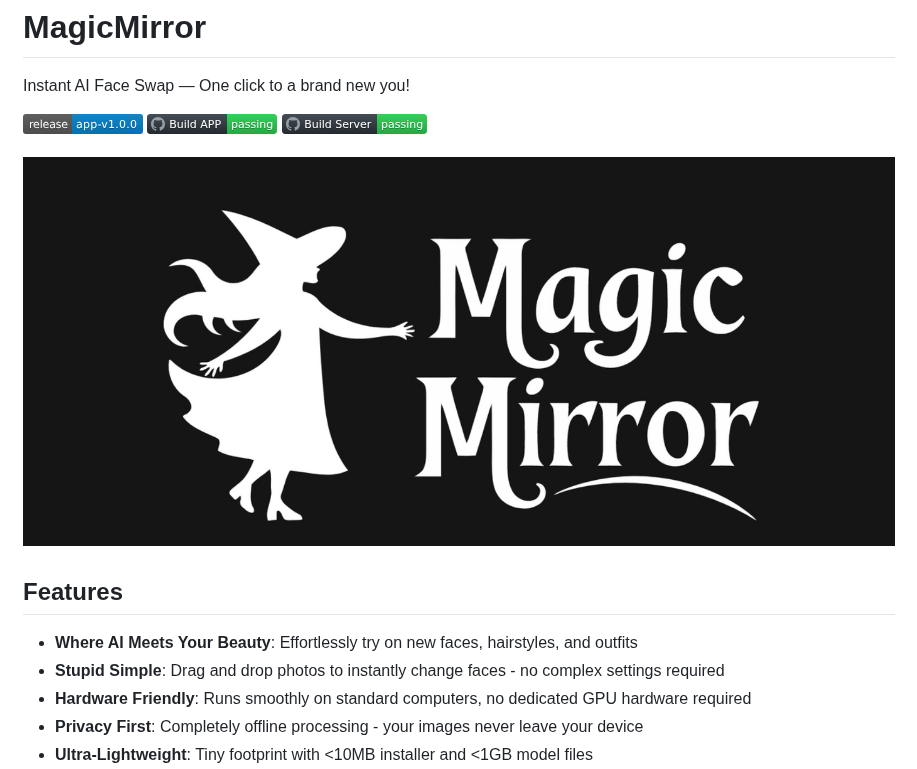 MagicMirror
Instant AI Face Swap — One click to a brand new you!
release app-v1.0.0 Build APP passing Build Server passing
Magic
Mirror
Features
Where AI Meets Your Beauty: Effortlessly try on new faces, hairstyles, and outfits
Stupid Simple: Drag and drop photos to instantly change faces - no complex settings required
Hardware Friendly: Runs smoothly on standard computers, no dedicated GPU hardware required
Privacy First: Completely offline processing - your images never leave your device
Ultra-Lightweight: Tiny footprint with <10MB installer and <1GB model files